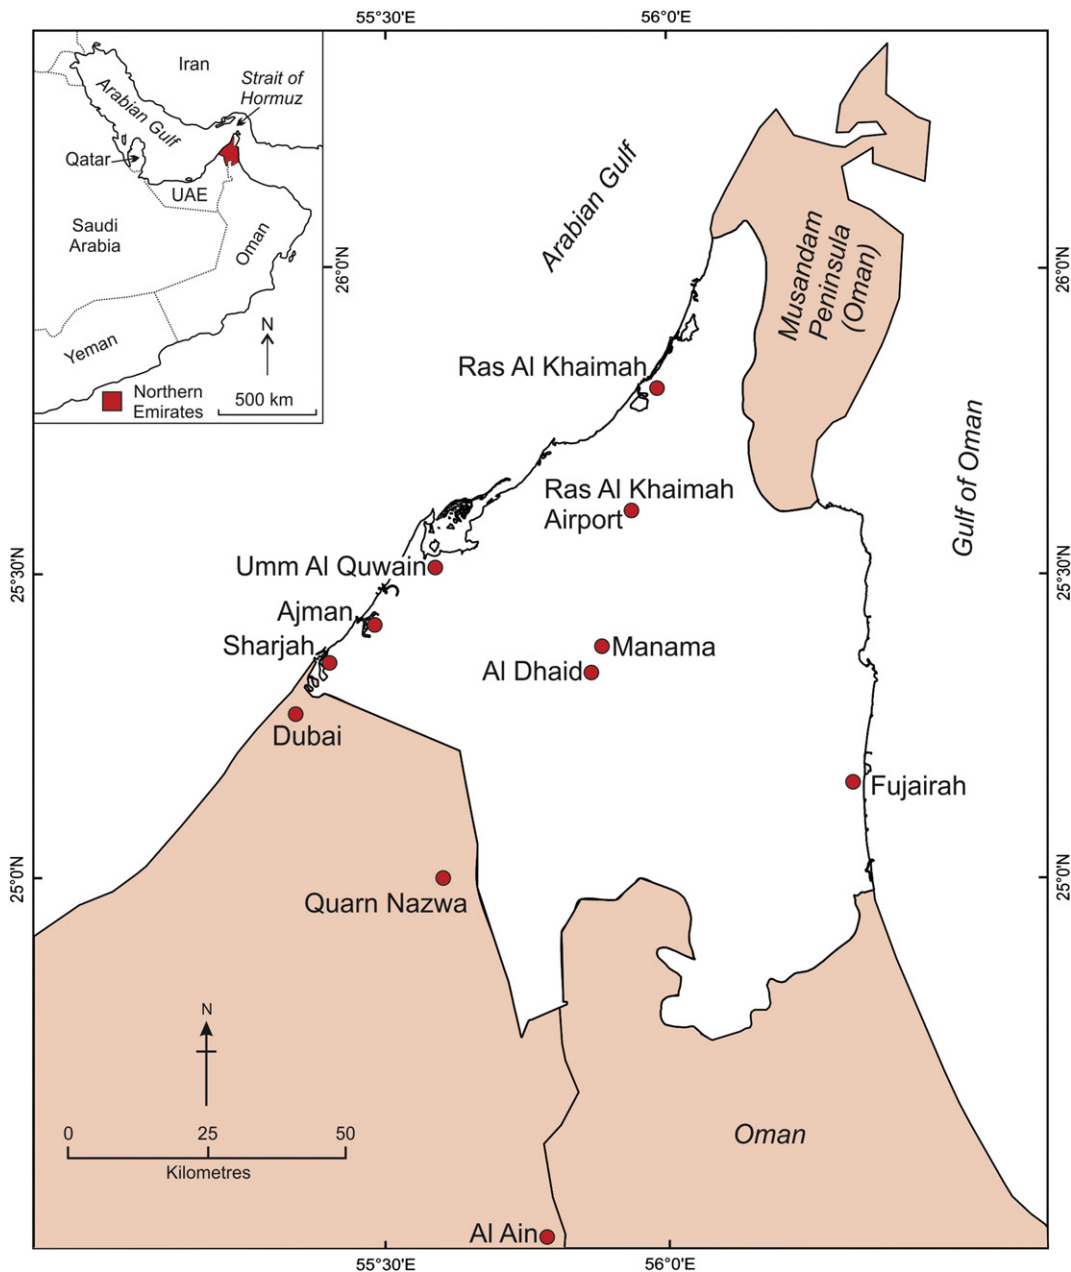 55°30'E
56°0'E
Iran
Strait of
Hormuz
Arabian Gulf
Qatar
UAE
Saudi
Arabia
Oman
Yemen
N
Northern
Emirates
500 km
Arabian Gulf
26°0'N
26°0'N
Musandam
Peninsula
(Oman)
Ras Al Khaimah
Gulf of Oman
Ras Al Khaimah
Airport
Umm Al Quwain
25°30'N
25°30'N
Ajman
Sharjah
Manama
Al Dhaid
Dubai
Fujairah
25°0'N
25°0'N
Quarn Nazwa
N
0
25
50
Kilometres
Oman
Al Ain
55°30'E
56°0'E